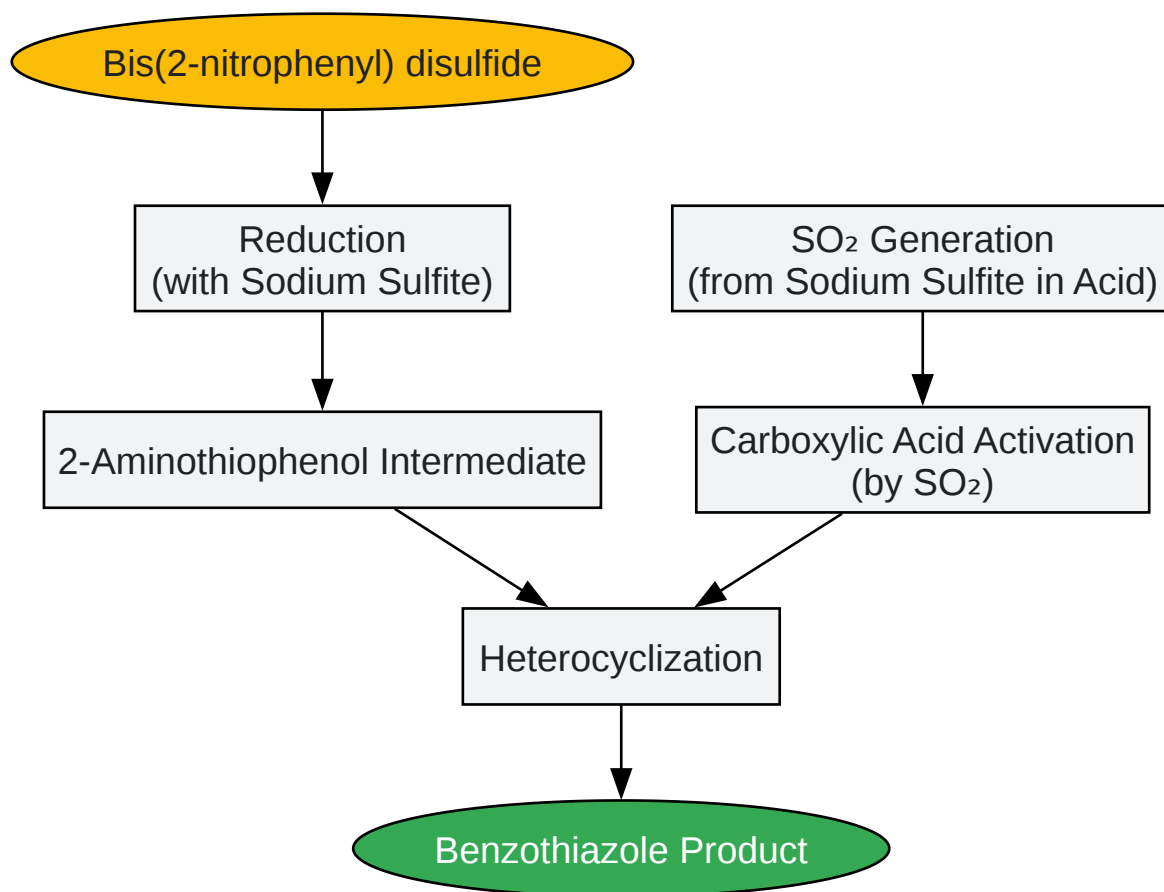 Bis(2-nitrophenyl) disulfide
Reduction
(with Sodium Sulfite)
SO₂ Generation
(from Sodium Sulfite in Acid)
2-Aminothiophenol Intermediate
Carboxylic Acid Activation
(by SO₂)
Heterocyclization
Benzothiazole Product